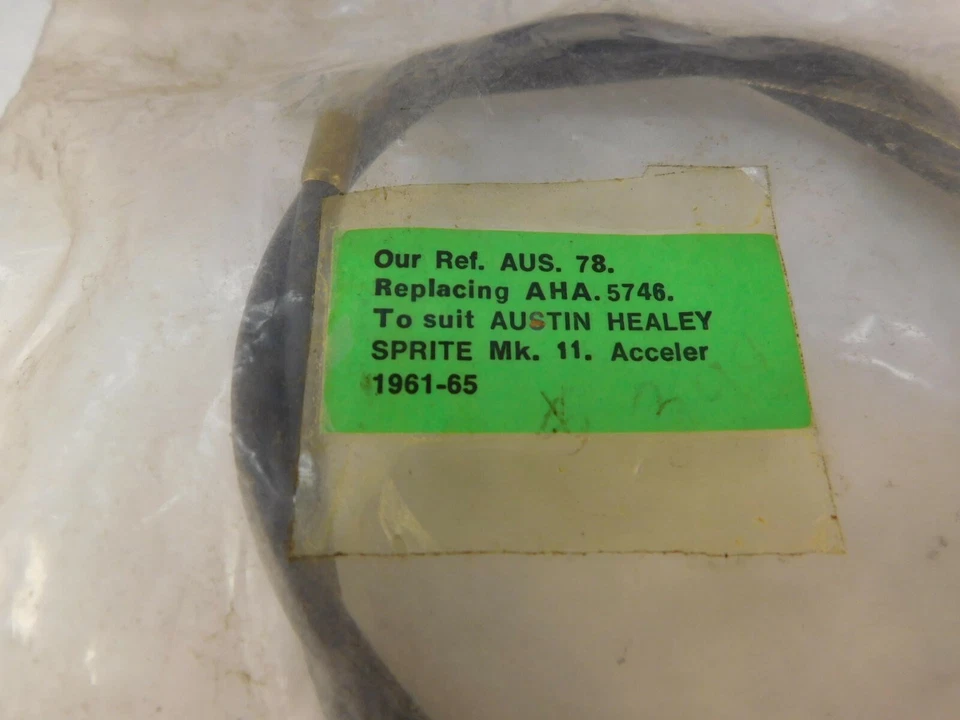 Our Ref. AUS. 78.
Replacing AHA. 5746.
To suit AUSTIN HEALEY
SPRITE Mk. 11. Acceler
1961-65